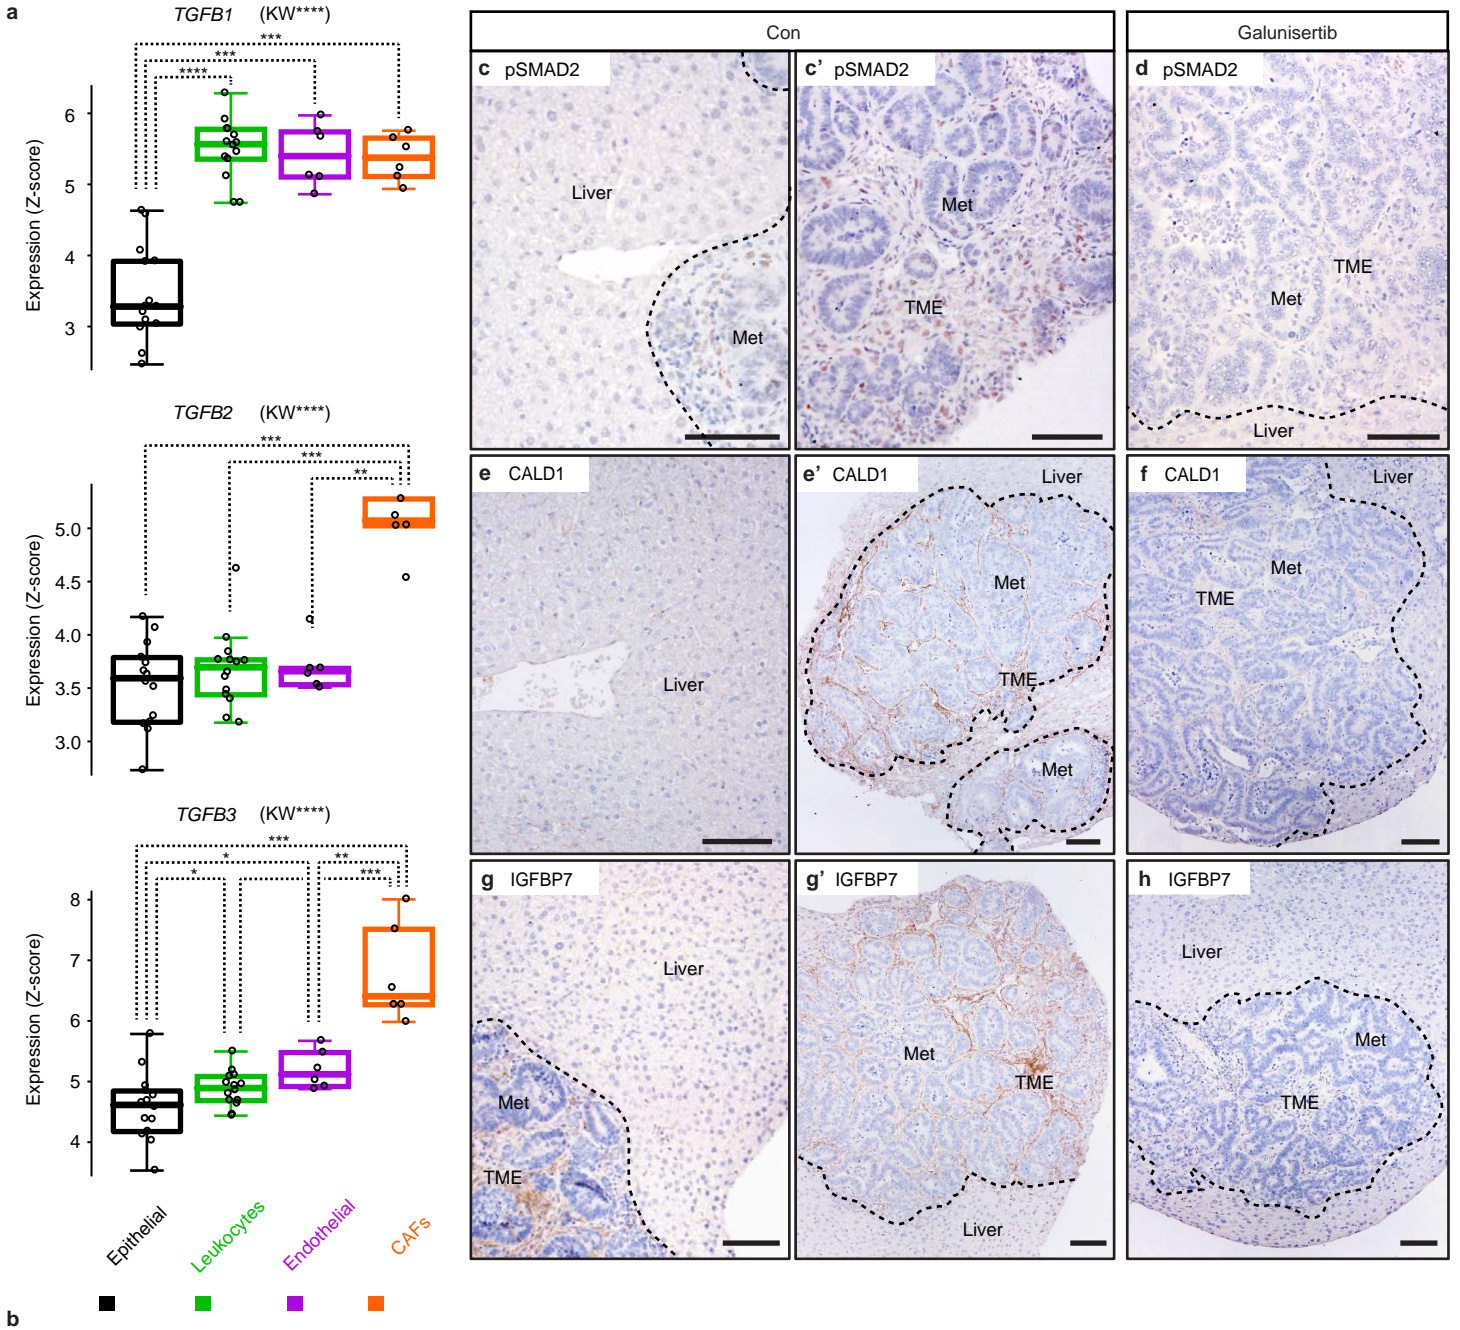 a
TGFB1 (KW****)
***
***
****
Expression (Z-score)
6
5
4
3
TGFB2 (KW****)
***
***
**
Expression (Z-score)
5.0
4.5
4.0
3.5
3.0
TGFB3 (KW****)
***
* **
* ***
Expression (Z-score)
8
7
6
5
4
Epithelial
Leukocytes
Endothelial
CAFs
b
Con
Galunisertib
c pSMAD2
Liver
Met
c’ pSMAD2
Met
TME
d pSMAD2
TME
Met
Liver
e CALD1
Liver
e’ CALD1
Liver
Met
TME
Met
f CALD1
Liver
Met
TME
g IGFBP7
Liver
Met
TME
g’ IGFBP7
Met
TME
Liver
h IGFBP7
Liver
Met
TME